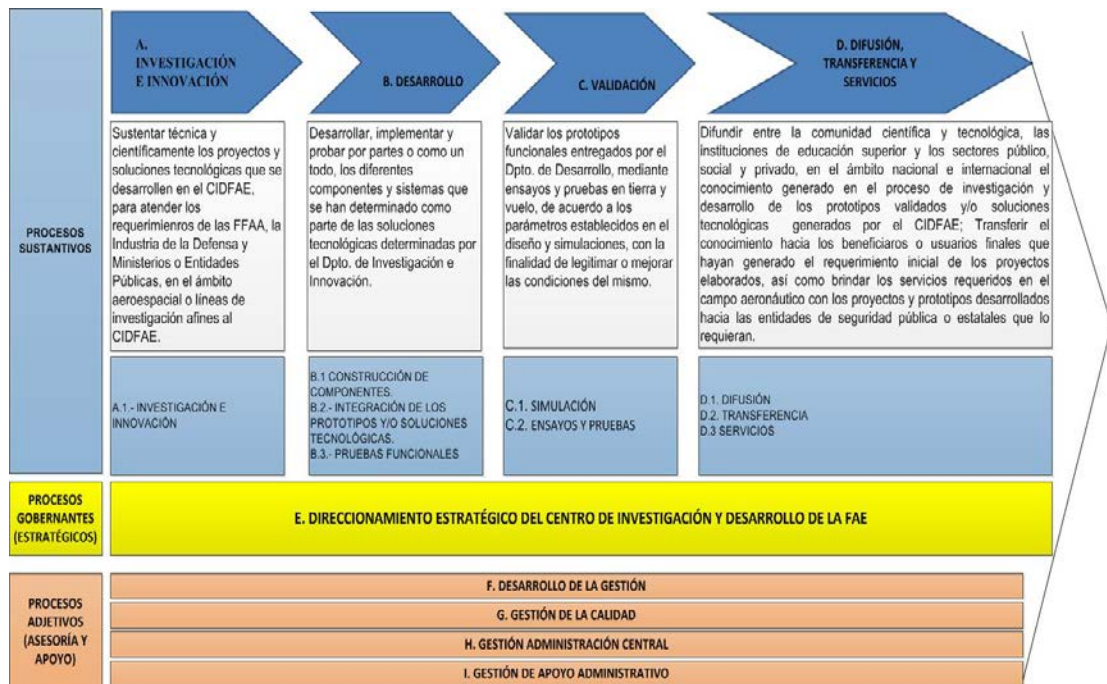 A.
INVESTIGACIÓN
E INNOVACIÓN
B. DESARROLLO
C. VALIDACIÓN
D. DIFUSIÓN,
TRANSFERENCIA Y
SERVICIOS
PROCESOS
SUSTANTIVOS
Sustentar técnica y
científicamente los proyectos y
soluciones tecnológicas que se
desarrollen en el CIDFAE,
para atender los
requerimienros de las FFAA, la
Industria de la Defensa y
Ministerios o Entidades
Públicas, en el ámbito
aeroespacial o líneas de
investigación afines al
CIDFAE.
Desarrollar, implementar y
probar por partes o como un
todo, los diferentes
componentes y sistemas que
se han determinado como
parte de las soluciones
tecnológicas determinadas por
el Dpto. de Investigación e
Innovación.
Validar los prototipos
funcionales entregados por el
Dpto. de Desarrollo, mediante
ensayos y pruebas en tierra y
vuelo, de acuerdo a los
parámetros establecidos en el
diseño y simulaciones, con la
finalidad de legitimar o mejorar
las condiciones del mismo.
Difundir entre la comunidad científica y tecnológica, las
instituciones de educación superior y los sectores público,
social y privado, en el ámbito nacional e internacional el
conocimiento generado en el proceso de investigación y
desarrollo de los prototipos validados y/o soluciones
tecnológicas generados por el CIDFAE; Transferir el
conocimiento hacia los beneficiaros o usuarios finales que
hayan generado el requerimiento inicial de los proyectos
elaborados, así como brindar los servicios requeridos en el
campo aeronáutico con los proyectos y prototipos desarrollados
hacia las entidades de seguridad pública o estatales que lo
requieran.
A.1.- INVESTIGACIÓN E
INNOVACIÓN
B.1 CONSTRUCCIÓN DE
COMPONENTES.
B.2.- INTEGRACIÓN DE LOS
PROTOTIPOS Y/O SOLUCIONES
TECNOLÓGICAS.
B.3.- PRUEBAS FUNCIONALES
C.1. SIMULACIÓN
C.2. ENSAYOS Y PRUEBAS
D.1. DIFUSIÓN
D.2. TRANSFERENCIA
D.3 SERVICIOS
PROCESOS
GOBERNANTES
(ESTRATÉGICOS)
E. DIRECCIONAMIENTO ESTRATÉGICO DEL CENTRO DE INVESTIGACIÓN Y DESARROLLO DE LA FAE
PROCESOS
ADJETIVOS
(ASESORÍA Y
APOYO)
F. DESARROLLO DE LA GESTIÓN
G. GESTIÓN DE LA CALIDAD
H. GESTIÓN ADMINISTRACIÓN CENTRAL
I. GESTIÓN DE APOYO ADMINISTRATIVO